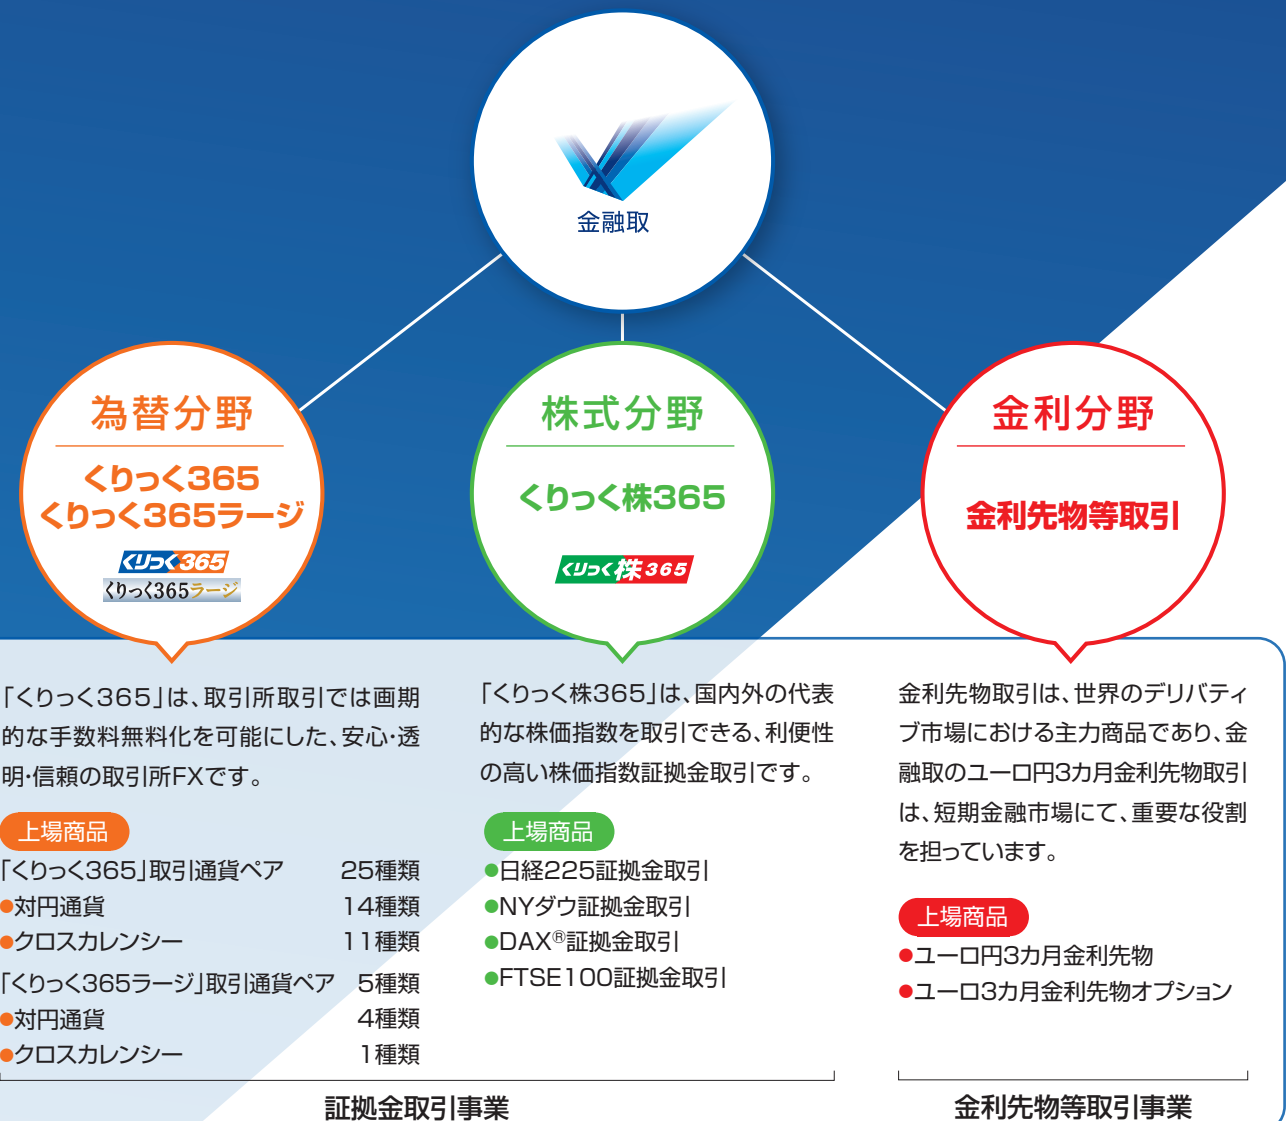 金融取
為替分野
くりっく365
くりっく365ラージ
くりっく365
くりっく365ラージ
「くりっく365」は、取引所取引では画期
的な手数料無料化を可能にした、安心・透
明・信頼の取引所FXです。
上場商品
「くりっく365」取引通貨ペア 25種類
●対円通貨 14種類
●クロスカレンシー 11種類
「くりっく365ラージ」取引通貨ペア 5種類
●対円通貨 4種類
●クロスカレンシー 1種類
株式分野
くりっく株365
くりっく株365
「くりっく株365」は、国内外の代表
的な株価指数を取引できる、利便性
の高い株価指数証拠金取引です。
上場商品
●日経225証拠金取引
●NYダウ証拠金取引
●DAX®証拠金取引
●FTSE100証拠金取引
証拠金取引事業
金利分野
金利先物等取引
金利先物取引は、世界のデリバティ
ブ市場における主力商品であり、金
融取のユーロ円3カ月金利先物取引
は、短期金融市場にて、重要な役割
を担っています。
上場商品
●ユーロ円3カ月金利先物
●ユーロ3カ月金利先物オプション
金利先物等取引事業